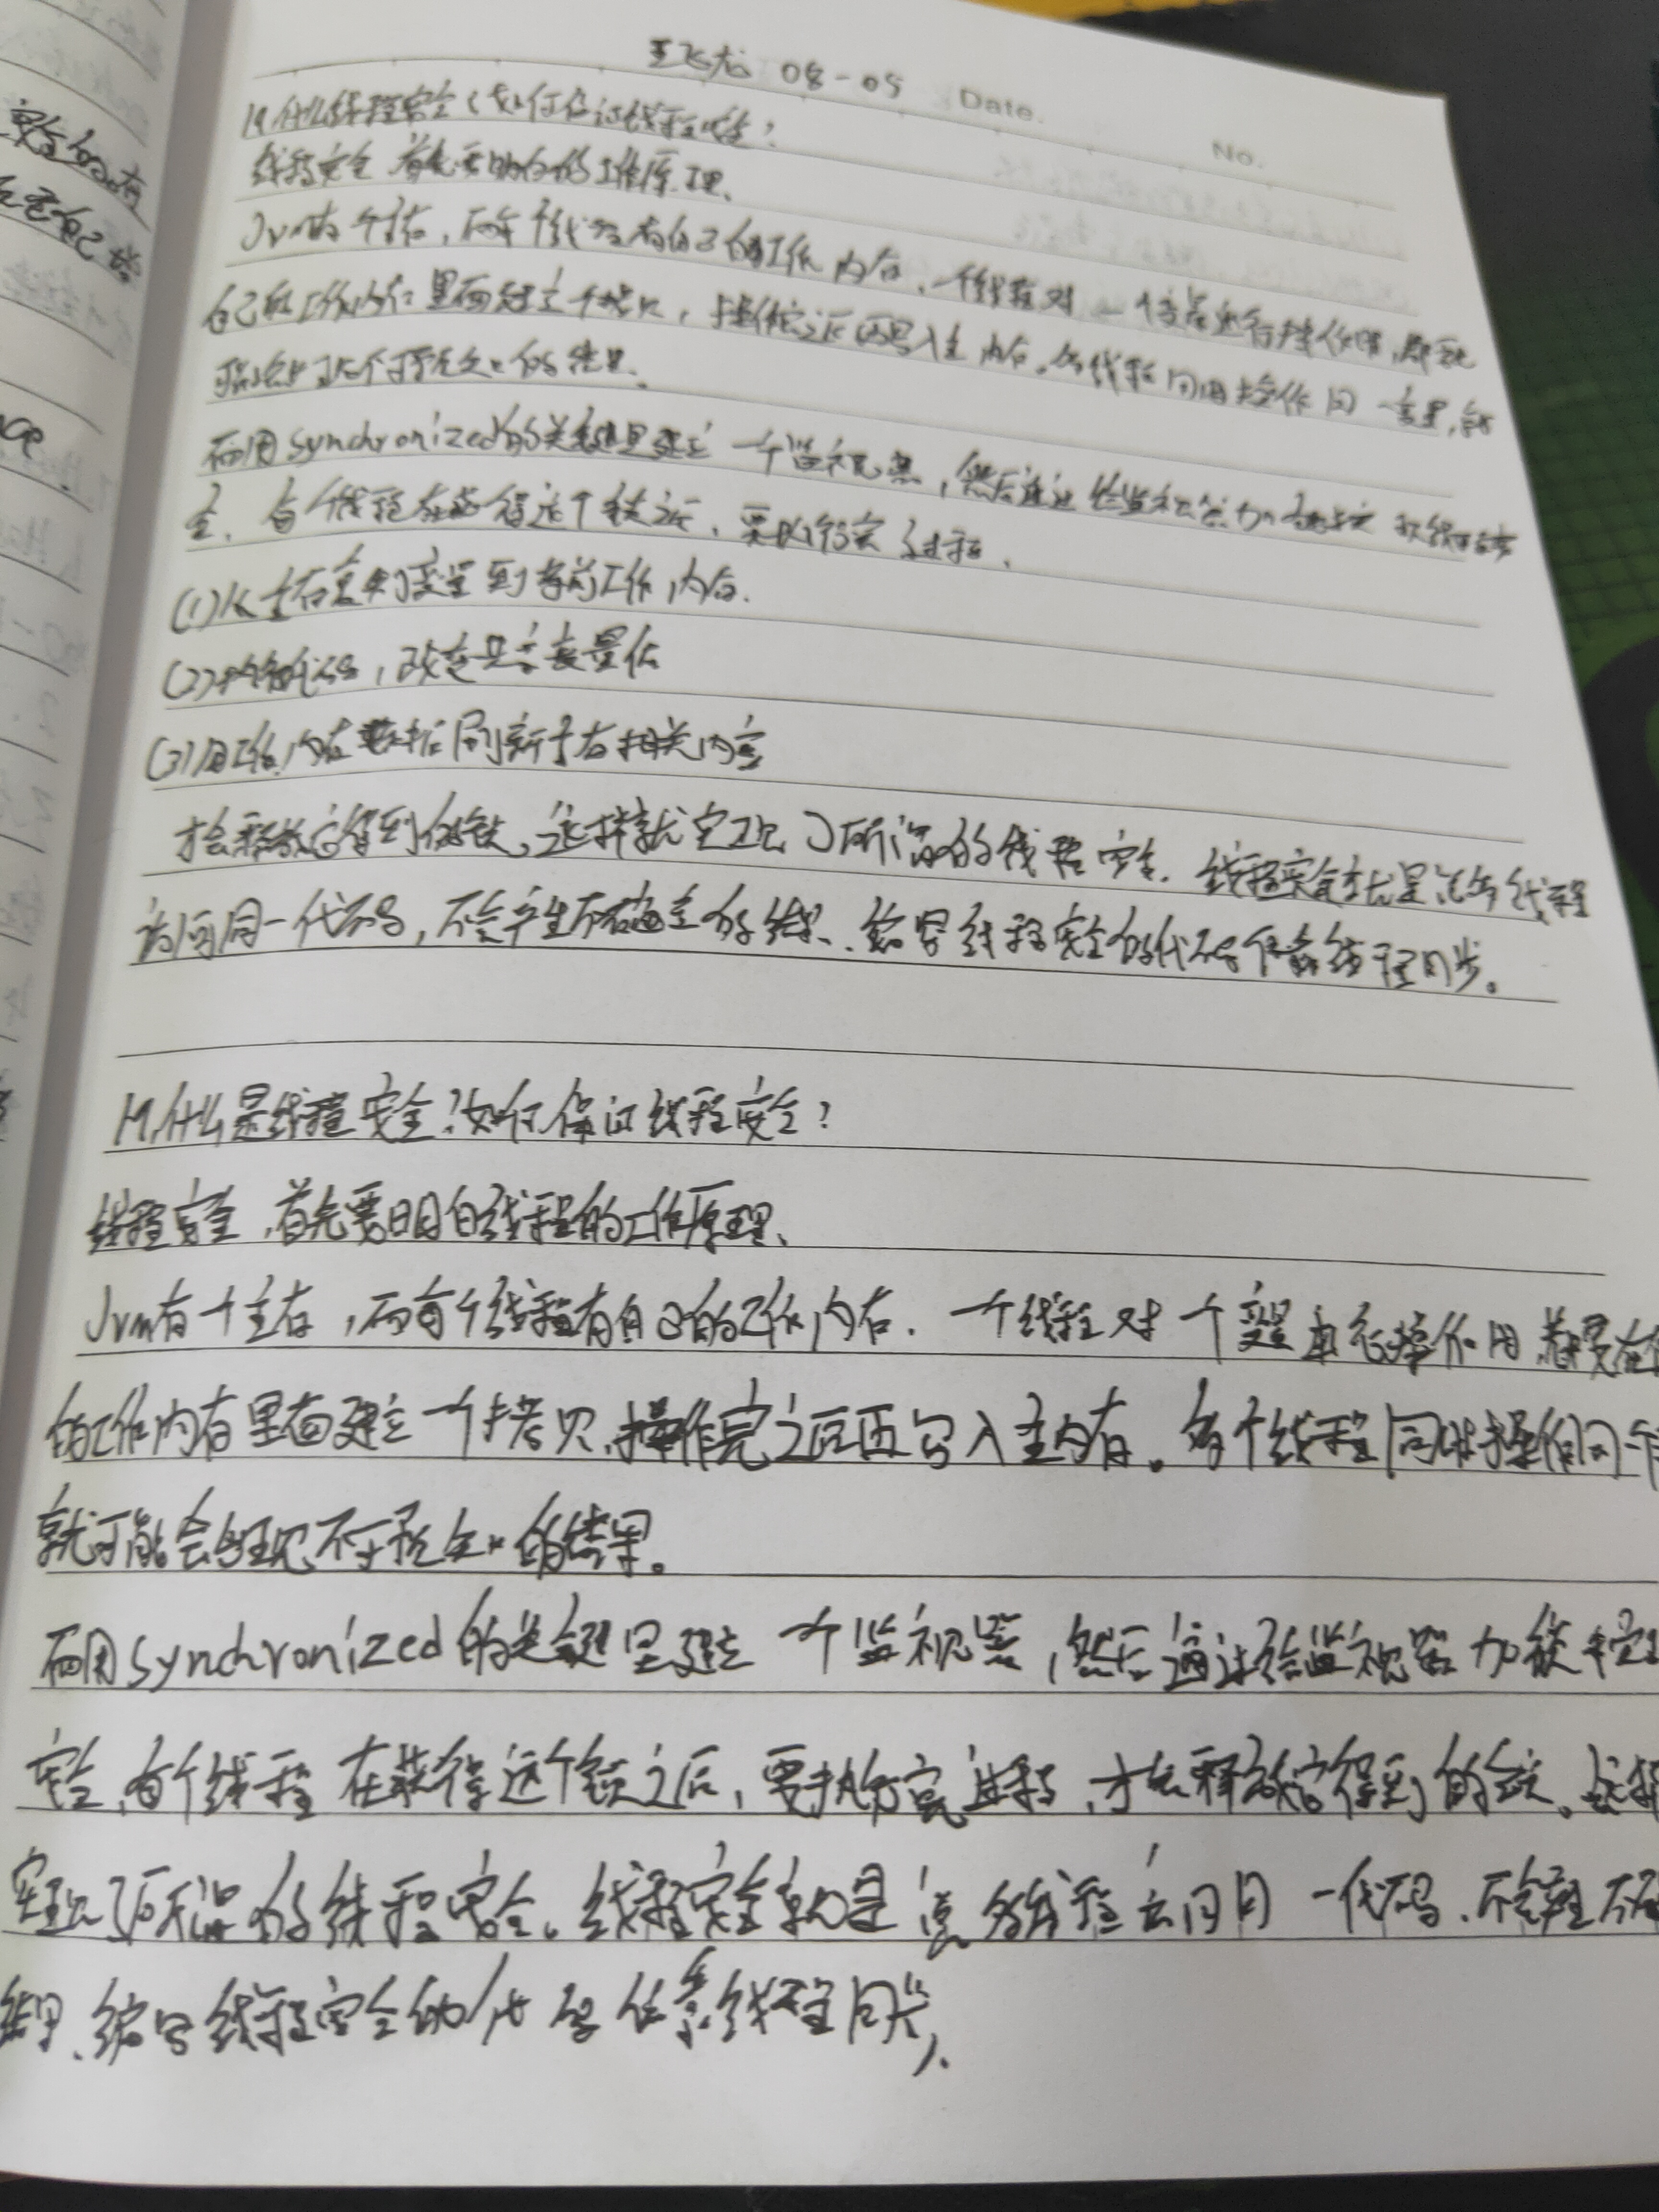 王飞龙 08-05 Date.
No.
19.什么线程安全?如何保证线程安全?
线程安全 首先要明白的工作原理.
Jvm有个主存,而每个线程有自己的工作内存,一个线程对一个变量进行操作时,都要
自己的工作内存里面建立一个拷贝,操作完之后再写入主内存。多线程同时操作同一变量,就
可能出现不可预知的结果.
而用synchronized的关键是建立一个监视器,然后通过给监视器加
全,每个线程在获得这个锁之后,要执行完了过程.
(1)从主存复制变量到当前工作内存.
(2)执行代码,改变共享变量值
(3)用工作内存数据刷新主存相关内容
才会释放它得到的锁,这样就实现了所谓的线程安全.线程安全就是说多线程
访问同一代码,不会产生不确定的结果.编写线程安全的代码依靠线程同步。
19.什么是线程安全?如何保证线程安全?
线程安全,首先要明白线程的工作原理、
Jvm有一个主存,而每个线程有自己的工作内存.一个线程对一个变量进行操作时都要在
的工作内存里面建立一个拷贝,操作完之后再写入主内存。多个线程同时操作同一个
就可能会出现不可预知的结果。
而用synchronized的关键是建立一个监视器,然后通过给监视器加锁
安全,每个线程在获得这个锁之后,要执行完进程,才会释放它得到的锁。这样
实现了所谓的线程安全。线程安全就是说多线程访问同一代码.不会产生不
结果.编写线程安全的代码依靠线程同步,